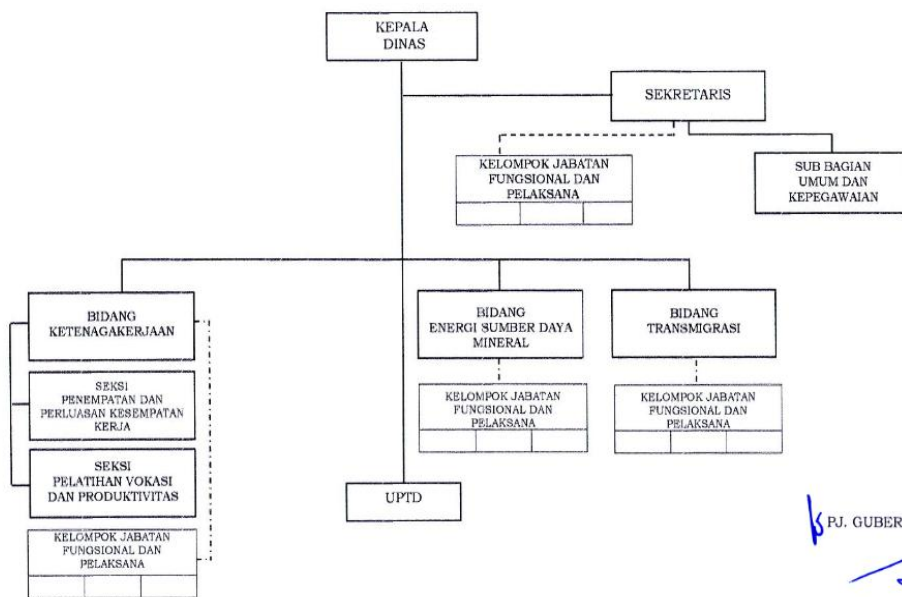 KEPALA
DINAS
SEKRETARIS
KELOMPOK JABATAN
FUNGSIONAL DAN
PELAKSANA
SUB BAGIAN
UMUM DAN
KEPEGAWAIAN
BIDANG
KETENAGAKERJAAN
BIDANG
ENERGI SUMBER DAYA
MINERAL
BIDANG
TRANSMIGRASI
SEKSI
PENEMPATAN DAN
PERLUASAN KESEMPATAN
KERJA
KELOMPOK JABATAN
FUNGSIONAL DAN
PELAKSANA
KELOMPOK JABATAN
FUNGSIONAL DAN
PELAKSANA
SEKSI
PELATIHAN VOKASI
DAN PRODUKTIVITAS
UPTD
KELOMPOK JABATAN
FUNGSIONAL DAN
PELAKSANA
PJ. GUBER